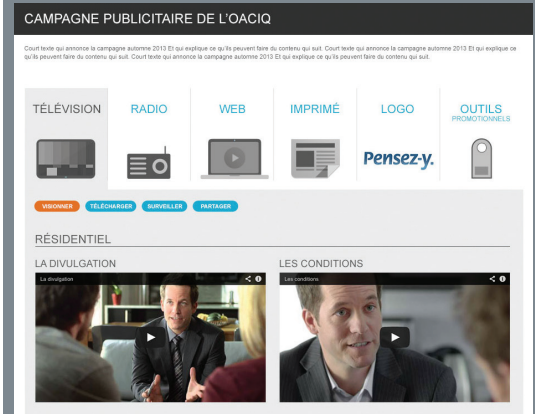 CAMPAGNE PUBLICITAIRE DE L'OACIQ
Court texte qui annonce la campagne automne 2013 Et qui explique ce qu'ils peuvent faire du contenu qui suit. Court texte qui annonce la campagne automne 2013 Et qui explique ce
qu'ils peuvent faire du contenu qui suit. Court texte qui annonce la campagne automne 2013 Et qui explique ce qu'ils peuvent faire du contenu qui suit.
TÉLÉVISION
RADIO
WEB
IMPRIMÉ
LOGO
OUTILS
PROMOTIONNELS
Pensez-y.
VISIONNER
TÉLÉCHARGER
SURVEILLER
PARTAGER
RÉSIDENTIEL
LA DIVULGATION
LES CONDITIONS
La divulgation
Les conditions